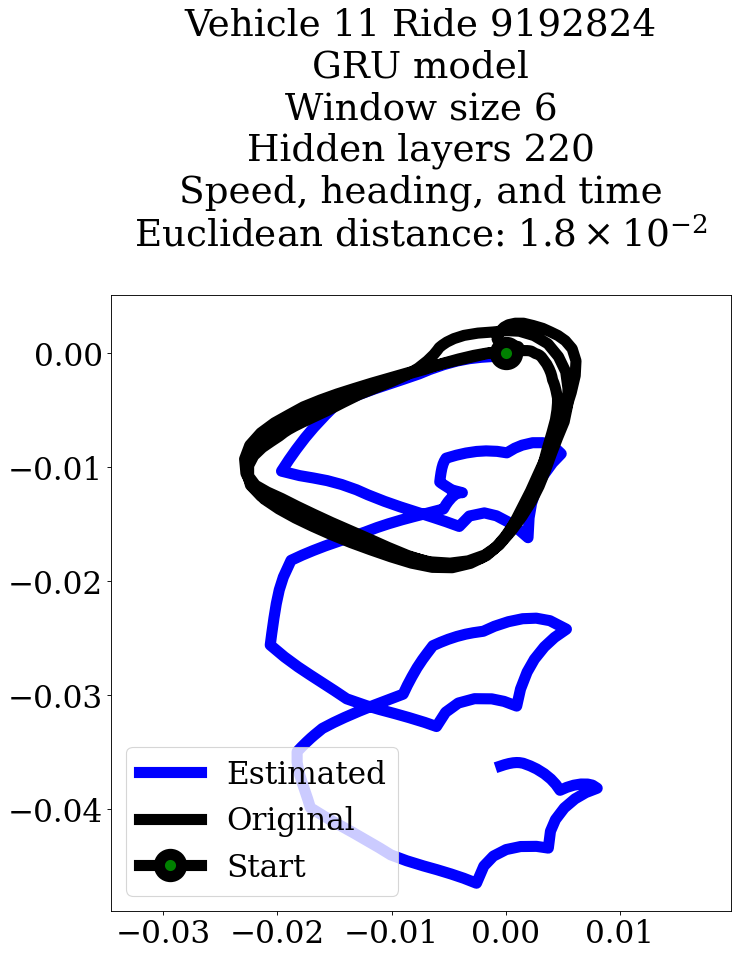 Vehicle 11 Ride 9192824
GRU model
Window size 6
Hidden layers 220
Speed, heading, and time
Euclidean distance: 1.8 × 10⁻²
0.00
−0.01
−0.02
−0.03
−0.04
Estimated
Original
Start
−0.03 −0.02 −0.01 0.00 0.01